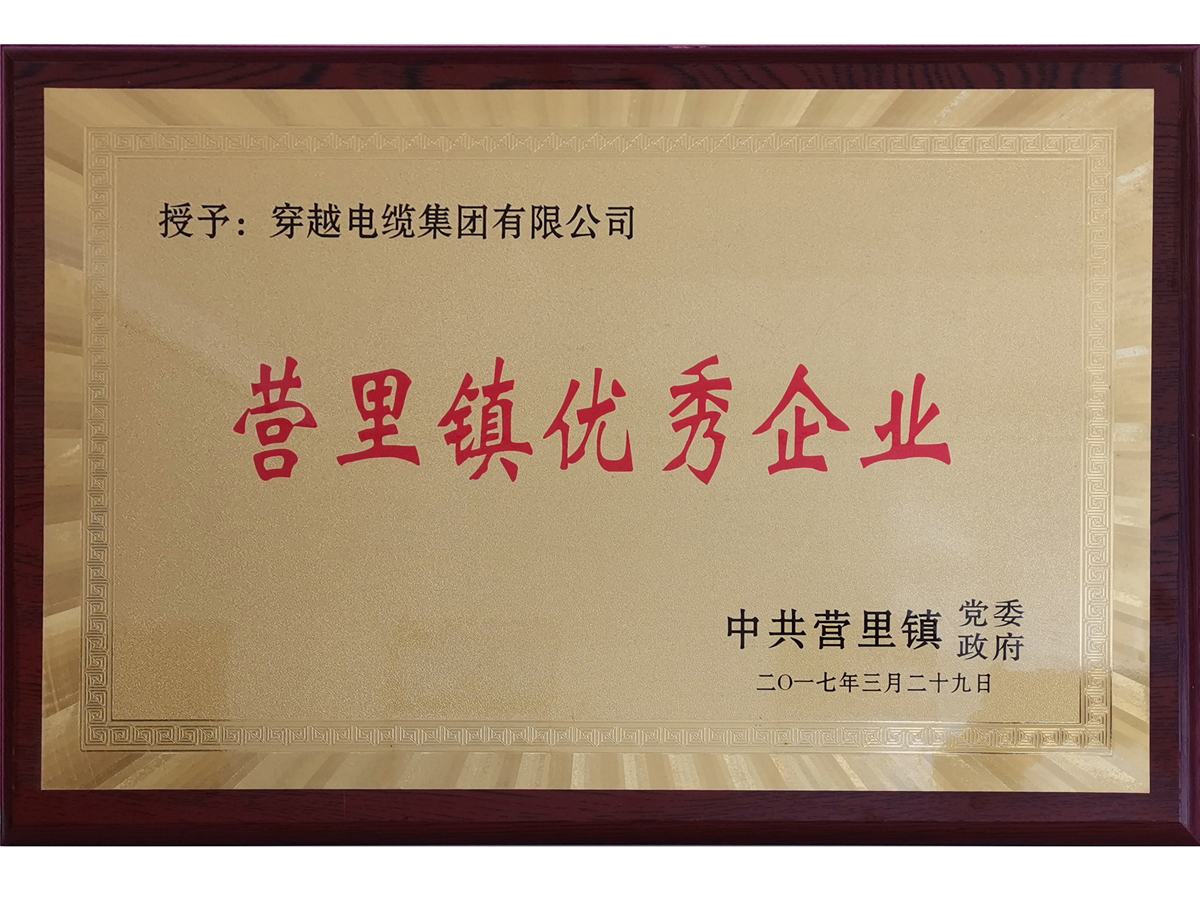 授予：穿越电缆集团有限公司
营里镇优秀企业
中共营里镇 党委
政府
二〇一七年三月二十九日